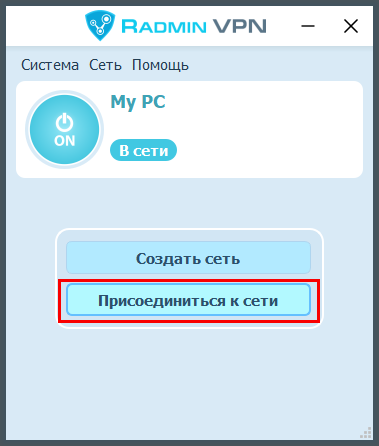 RADMIN VPN
Система Сеть Помощь
My PC
ON
В сети
Создать сеть
Присоединиться к сети